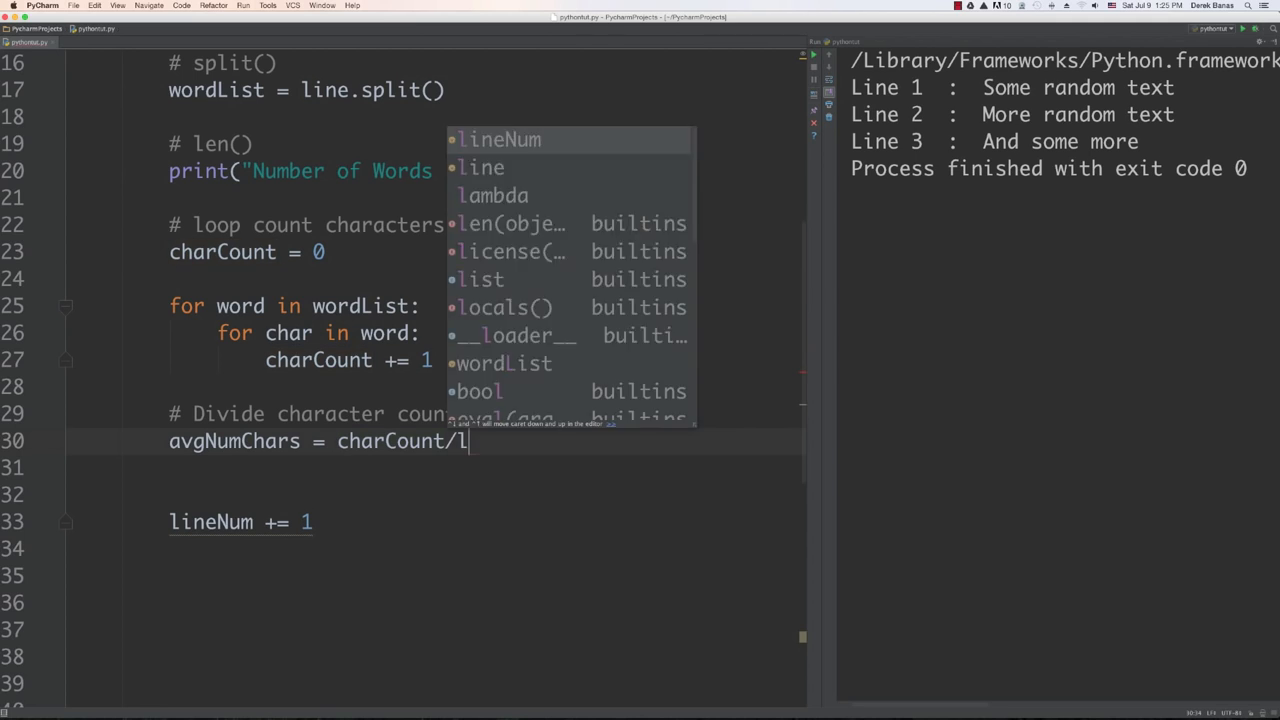 PyCharm File Edit View Navigate Code Refactor Run Tools VCS Window Help
10 Sat Jul 9 1:25 PM Derek Banas
pythontut.py - PycharmProjects - [~/PycharmProjects]
PycharmProjects pythontut.py pythontut
pythontut.py
Run pythontut
16 # split()
17 wordList = line.split()
18
19 # len()
20 print("Number of Words
21
22 # loop count characters
23 charCount = 0
24
25 for word in wordList:
26 for char in word:
27 charCount += 1
28
29 # Divide character coun
30 avgNumChars = charCount/l
31
32
33 lineNum += 1
34
35
36
37
38
39
lineNum
line
lambda
len(obje… builtins
license(… builtins
list builtins
locals() builtins
__loader__ builti…
wordList
bool builtins
eval(arg builtins
^↓ and ^↑ will move caret down and up in the editor >>
/Library/Frameworks/Python.framework
Line 1 : Some random text
Line 2 : More random text
Line 3 : And some more
Process finished with exit code 0
30:34 LF≑ UTF-8≑